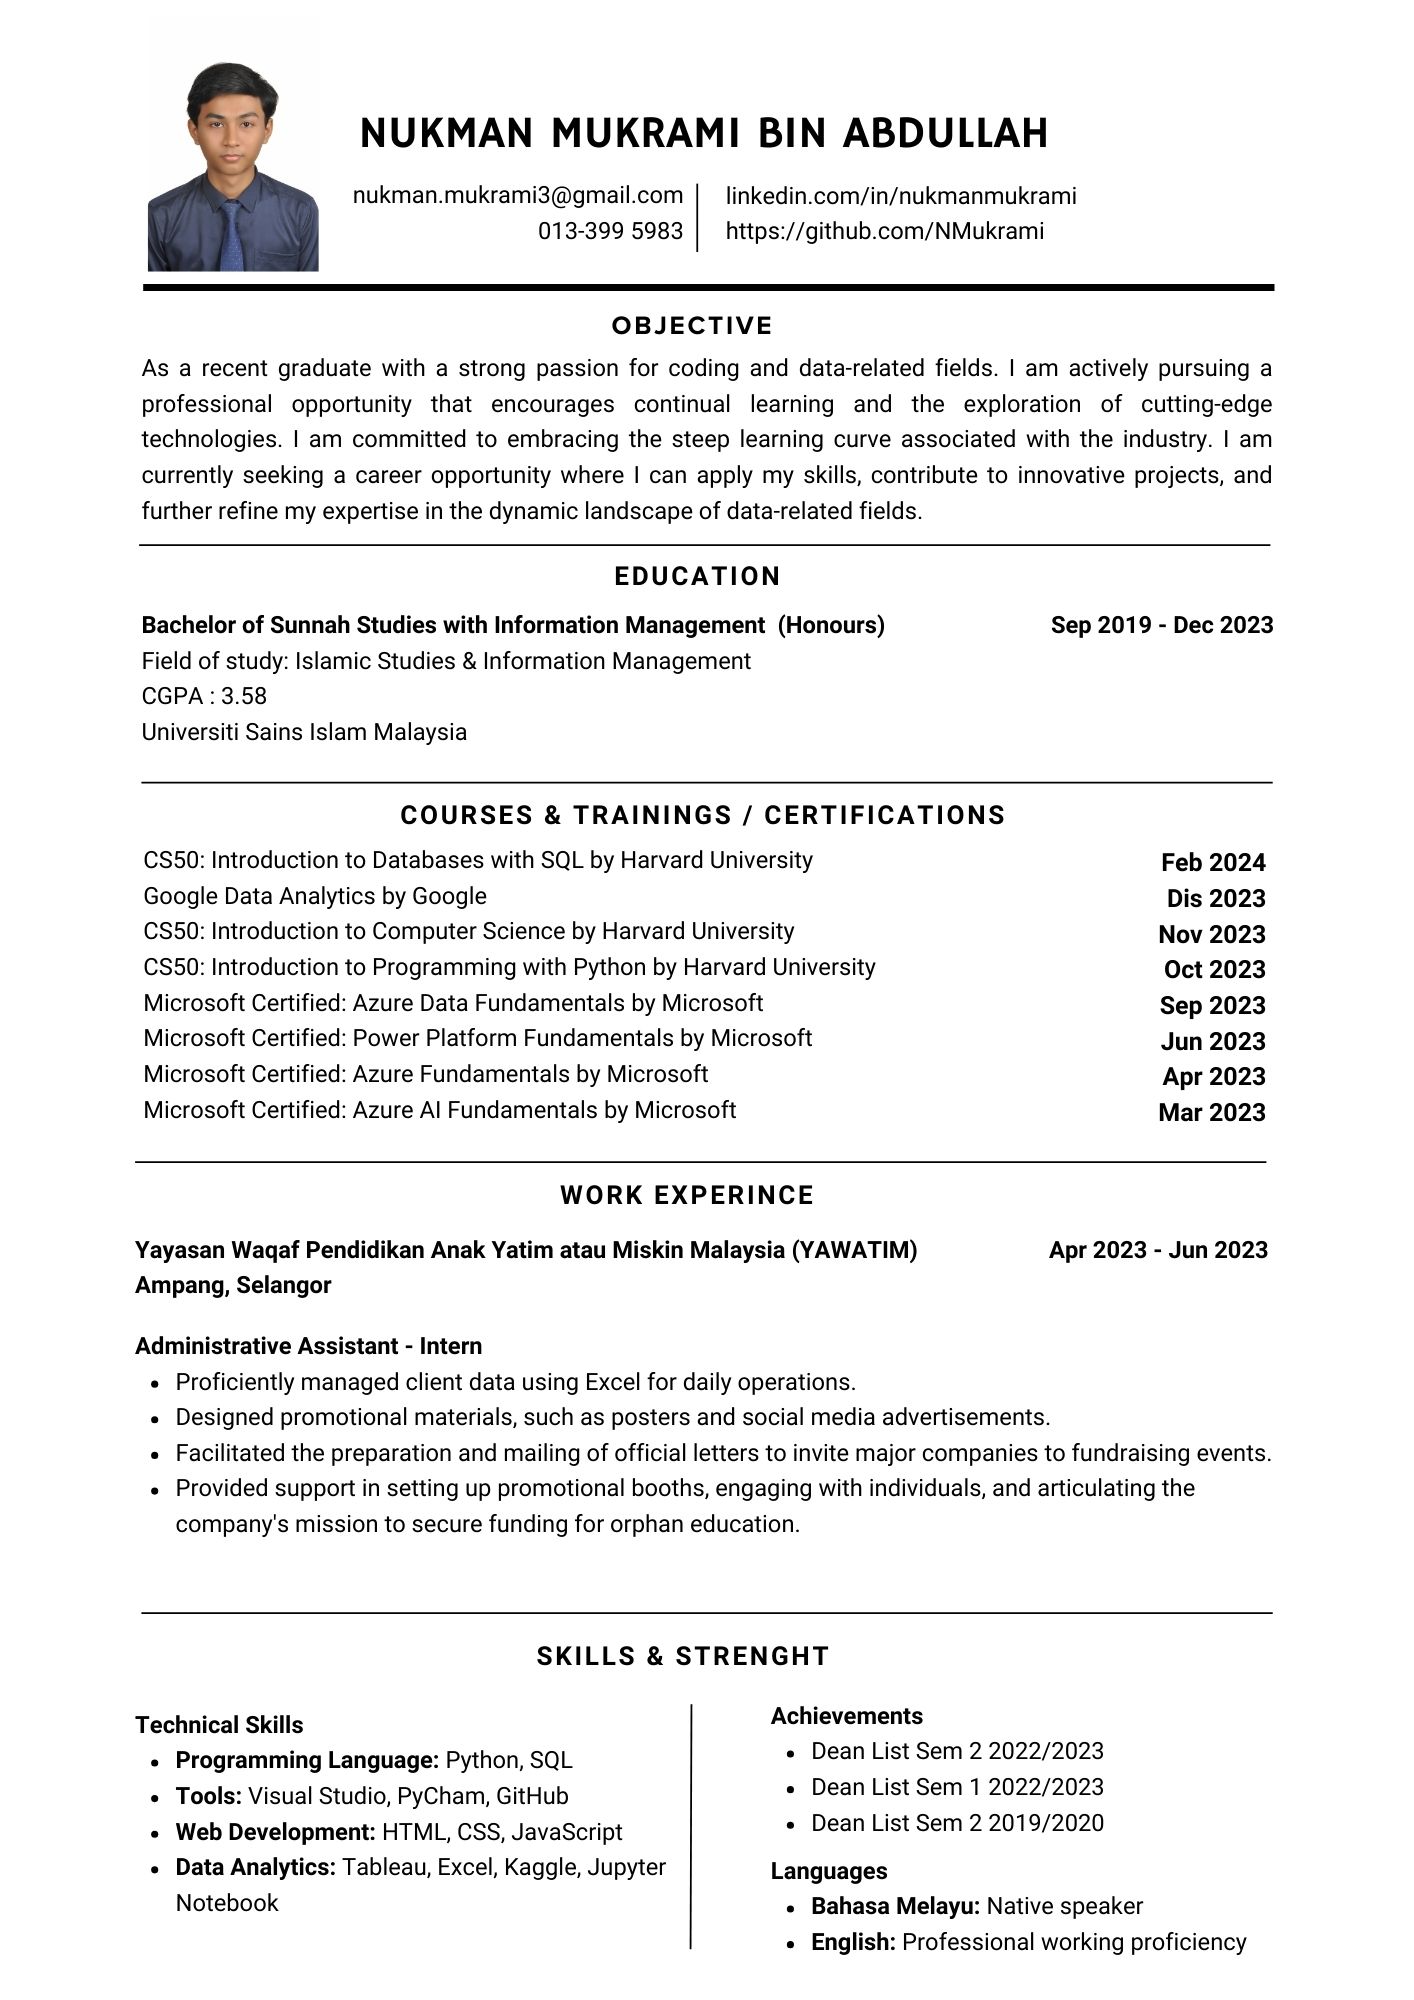 NUKMAN MUKRAMI BIN ABDULLAH
nukman.mukrami3@gmail.com
013-399 5983
linkedin.com/in/nukmanmukrami
https://github.com/NMukrami
OBJECTIVE
As a recent graduate with a strong passion for coding and data-related fields. I am actively pursuing a
professional opportunity that encourages continual learning and the exploration of cutting-edge
technologies. I am committed to embracing the steep learning curve associated with the industry. I am
currently seeking a career opportunity where I can apply my skills, contribute to innovative projects, and
further refine my expertise in the dynamic landscape of data-related fields.
EDUCATION
Bachelor of Sunnah Studies with Information Management (Honours) Sep 2019 - Dec 2023
Field of study: Islamic Studies & Information Management
CGPA : 3.58
Universiti Sains Islam Malaysia
COURSES & TRAININGS / CERTIFICATIONS
CS50: Introduction to Databases with SQL by Harvard University Feb 2024
Google Data Analytics by Google Dis 2023
CS50: Introduction to Computer Science by Harvard University Nov 2023
CS50: Introduction to Programming with Python by Harvard University Oct 2023
Microsoft Certified: Azure Data Fundamentals by Microsoft Sep 2023
Microsoft Certified: Power Platform Fundamentals by Microsoft Jun 2023
Microsoft Certified: Azure Fundamentals by Microsoft Apr 2023
Microsoft Certified: Azure AI Fundamentals by Microsoft Mar 2023
WORK EXPERINCE
Yayasan Waqaf Pendidikan Anak Yatim atau Miskin Malaysia (YAWATIM) Apr 2023 - Jun 2023
Ampang, Selangor
Administrative Assistant - Intern
• Proficiently managed client data using Excel for daily operations.
• Designed promotional materials, such as posters and social media advertisements.
• Facilitated the preparation and mailing of official letters to invite major companies to fundraising events.
• Provided support in setting up promotional booths, engaging with individuals, and articulating the
company's mission to secure funding for orphan education.
SKILLS & STRENGHT
Technical Skills
• Programming Language: Python, SQL
• Tools: Visual Studio, PyCham, GitHub
• Web Development: HTML, CSS, JavaScript
• Data Analytics: Tableau, Excel, Kaggle, Jupyter
Notebook
Achievements
• Dean List Sem 2 2022/2023
• Dean List Sem 1 2022/2023
• Dean List Sem 2 2019/2020
Languages
• Bahasa Melayu: Native speaker
• English: Professional working proficiency